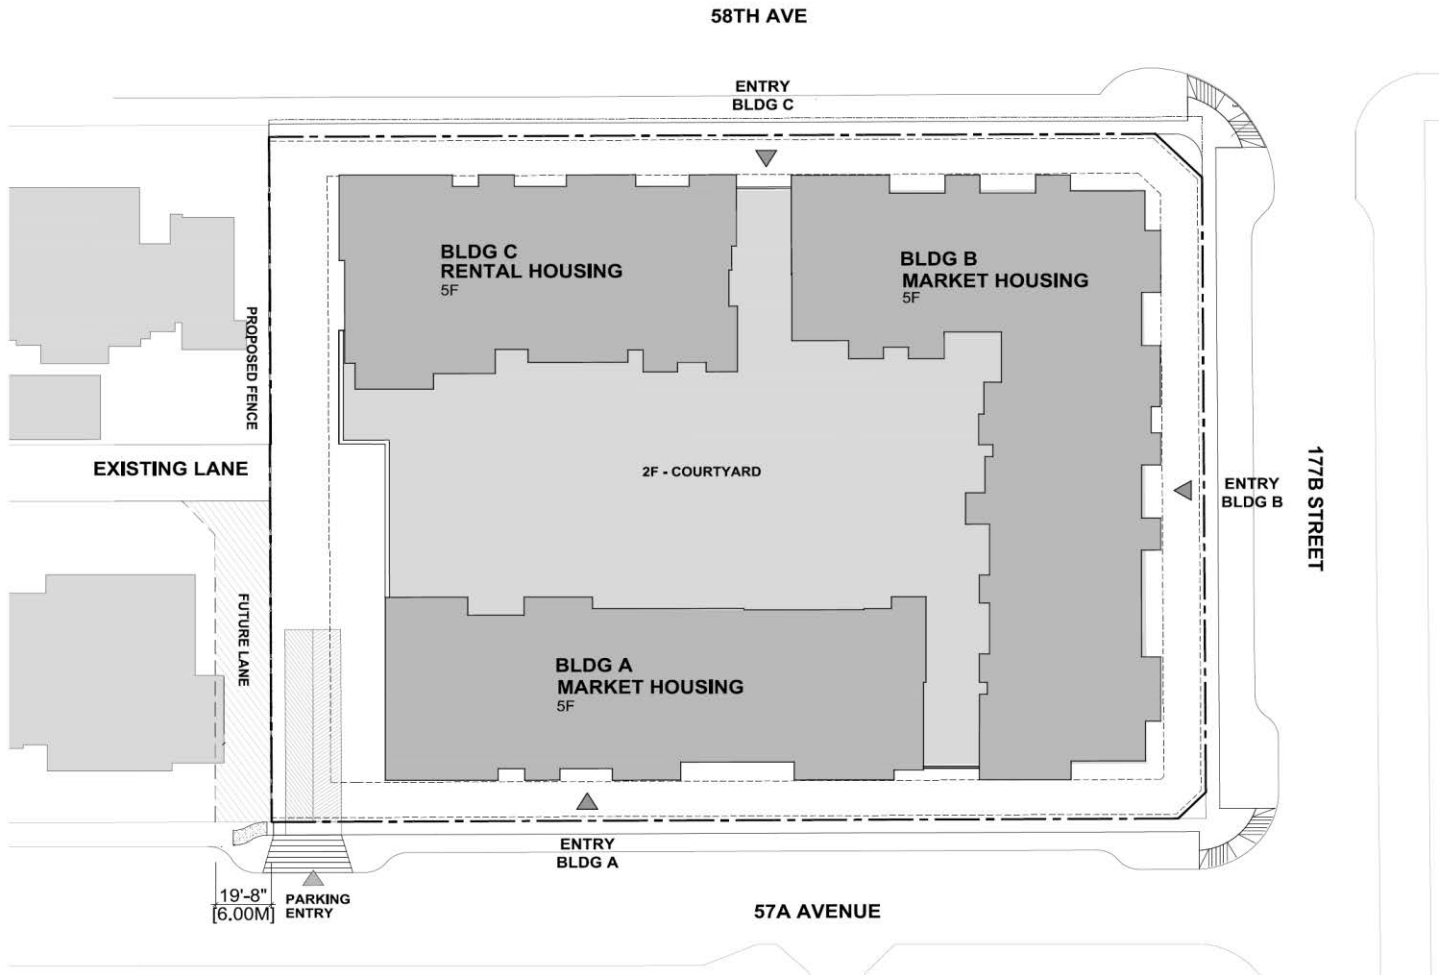 58TH AVE
ENTRY
BLDG C
BLDG C
RENTAL HOUSING
5F
BLDG B
MARKET HOUSING
5F
PROPOSED FENCE
EXISTING LANE
2F - COURTYARD
ENTRY
BLDG B
177B STREET
FUTURE LANE
BLDG A
MARKET HOUSING
5F
ENTRY
BLDG A
19'-8"
[6.00M]
PARKING
ENTRY
57A AVENUE